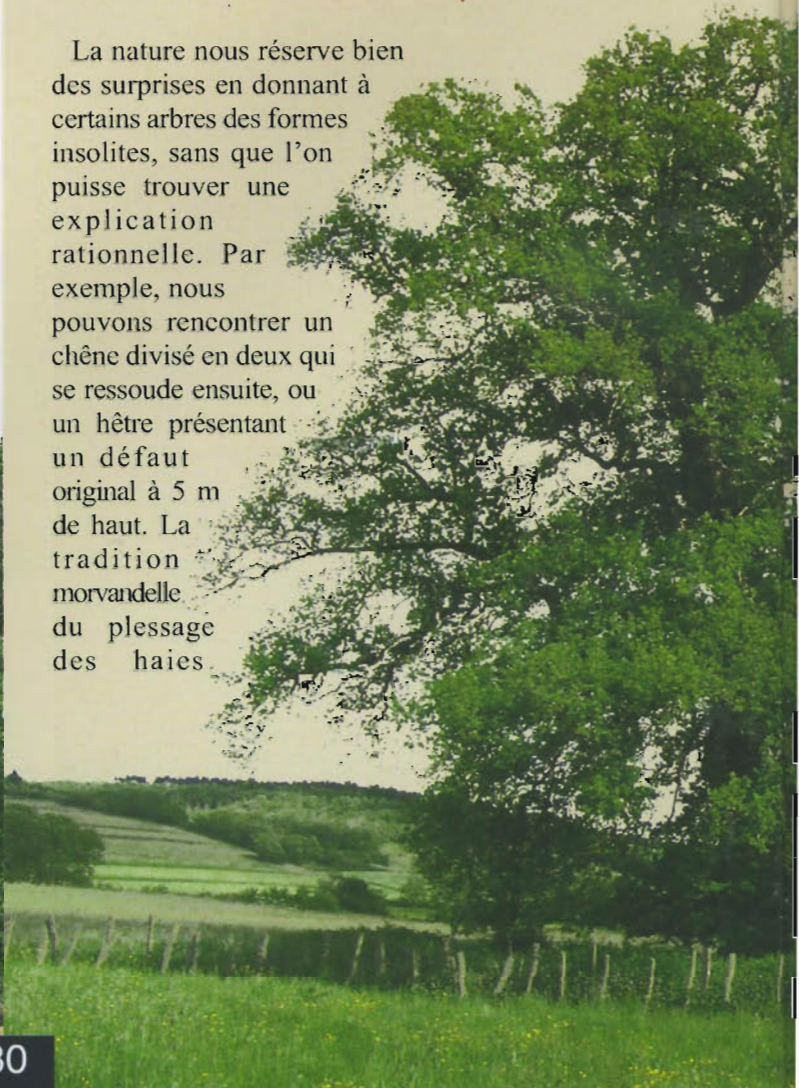 La nature nous réserve bien
des surprises en donnant à
certains arbres des formes
insolites, sans que l'on
puisse trouver une
explication
rationnelle. Par
exemple, nous
pouvons rencontrer un
chêne divisé en deux qui
se ressoude ensuite, ou
un hêtre présentant
un défaut
original à 5 m
de haut. La
tradition
morvandelle
du plessage
des haies